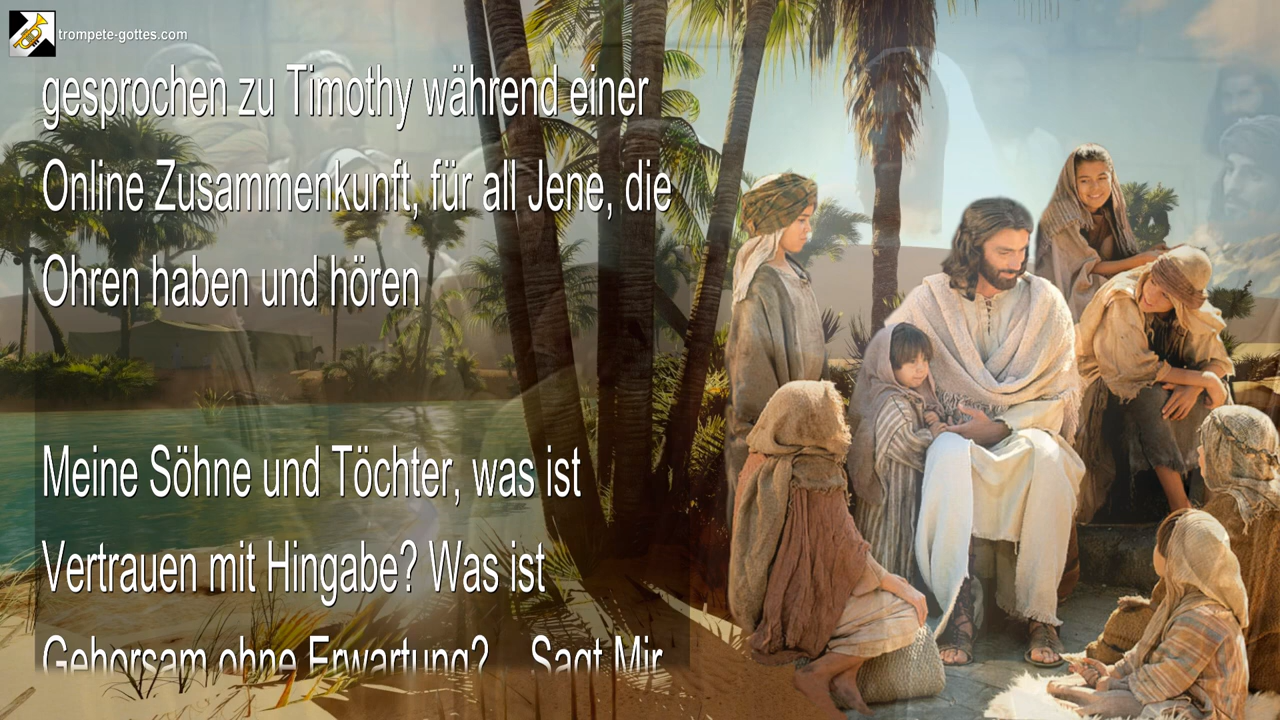 trompete-gottes.com
gesprochen zu Timothy während einer
Online Zusammenkunft, für all Jene, die
Ohren haben und hören
Meine Söhne und Töchter, was ist
Vertrauen mit Hingabe? Was ist
Gehorsam ohne Erwartung?... Sagt Mir